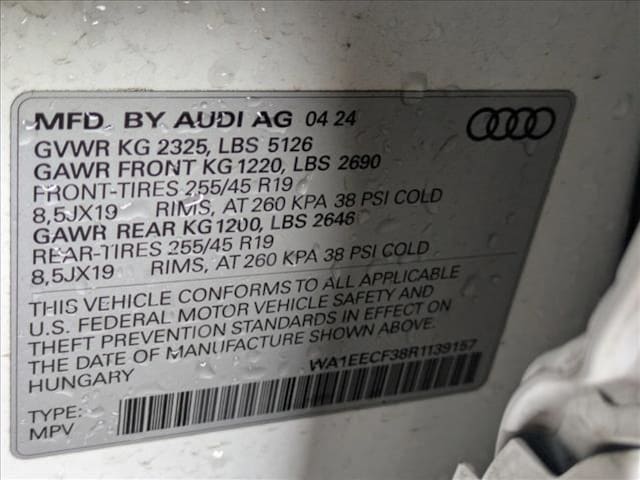 MFD. BY AUDI AG 04 24
GVWR KG 2325, LBS 5126
GAWR FRONT KG 1220, LBS 2690
FRONT-TIRES 255/45 R19
8,5JX19 RIMS, AT 260 KPA 38 PSI COLD
GAWR REAR KG 1200, LBS 2646
REAR-TIRES 255/45 R19
8,5JX19 RIMS, AT 260 KPA 38 PSI COLD
THIS VEHICLE CONFORMS TO ALL APPLICABLE
U.S. FEDERAL MOTOR VEHICLE SAFETY AND
THEFT PREVENTION STANDARDS IN EFFECT ON
THE DATE OF MANUFACTURE SHOWN ABOVE.
HUNGARY
WA1EECF38R1139157
TYPE:
MPV